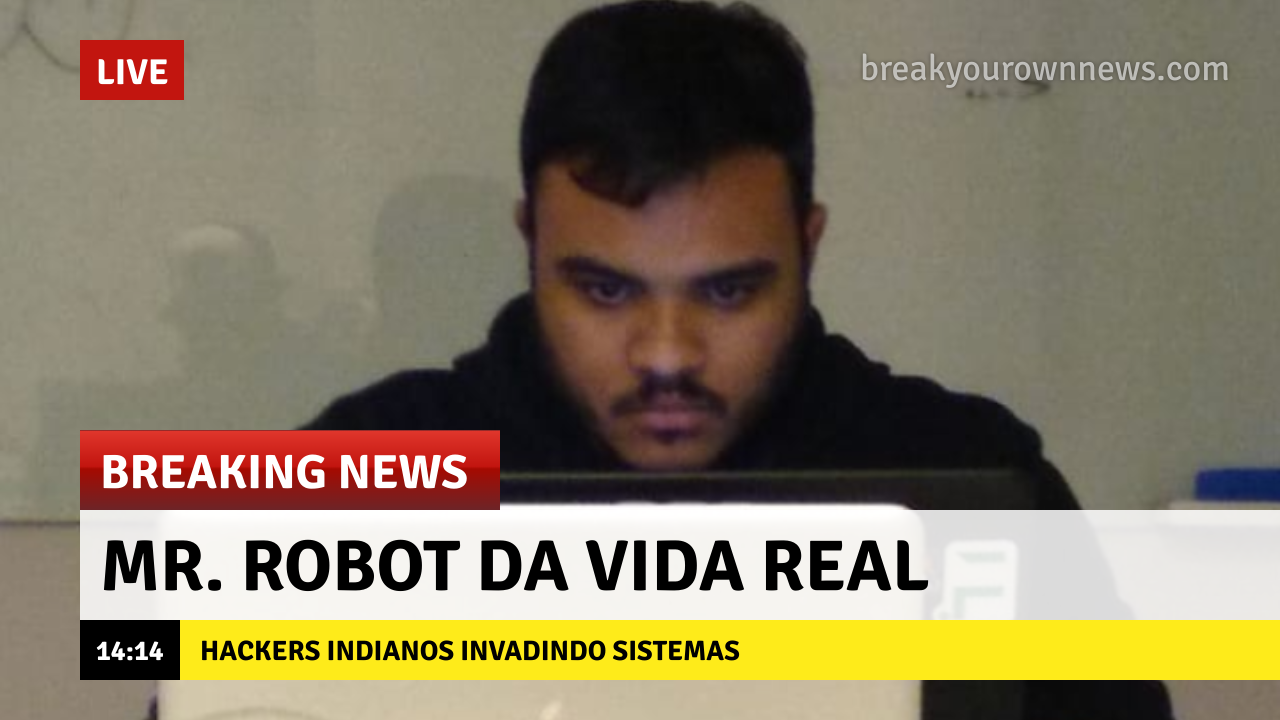 LIVE
breakyourownnews.com
BREAKING NEWS
MR. ROBOT DA VIDA REAL
14:14
HACKERS INDIANOS INVADINDO SISTEMAS